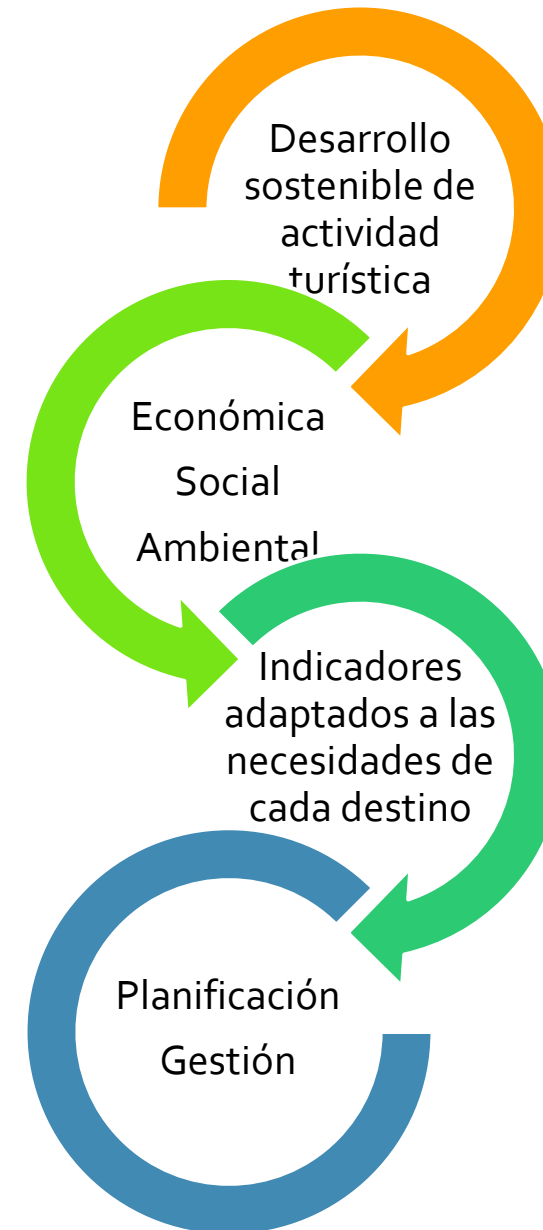 Desarrollo
sostenible de
actividad
turística
Económica
Social
Ambiental
Indicadores
adaptados a las
necesidades de
cada destino
Planificación
Gestión